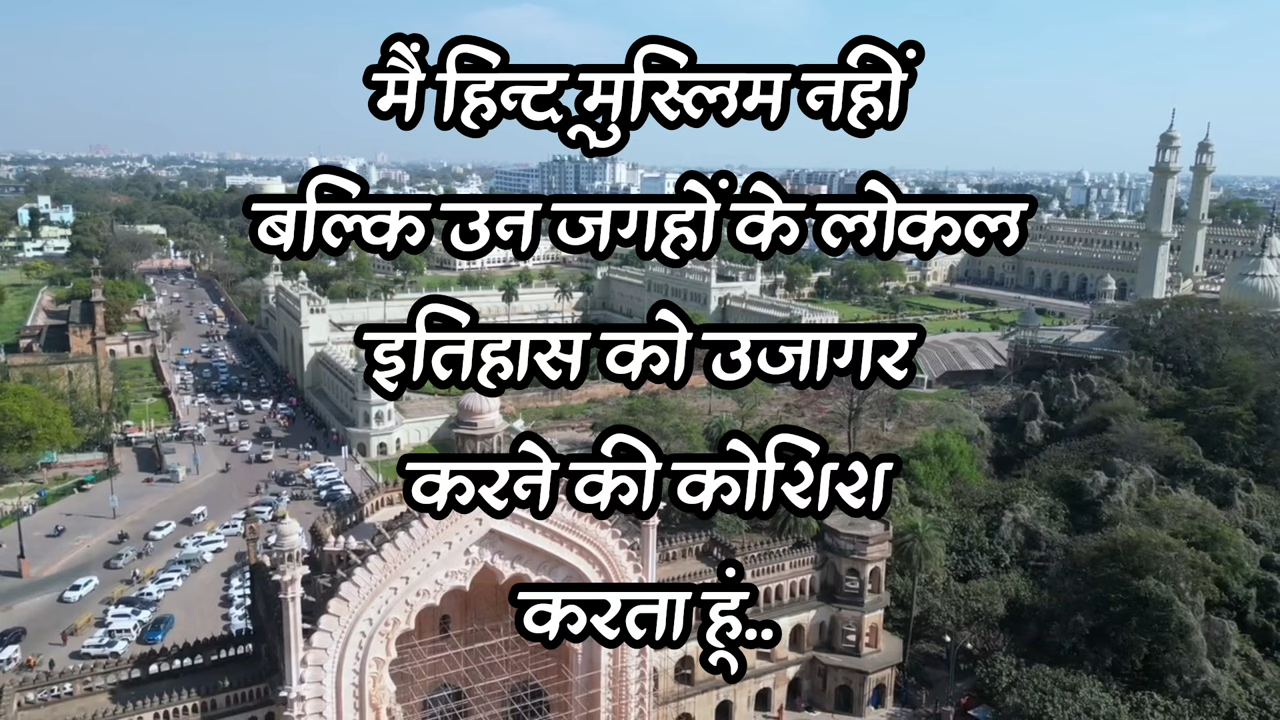 मैं हिन्दू मुस्लिम नहीं
बल्कि उन जगहों के लोकल
इतिहास को उजागर
करने की कोशिश
करता हूं..